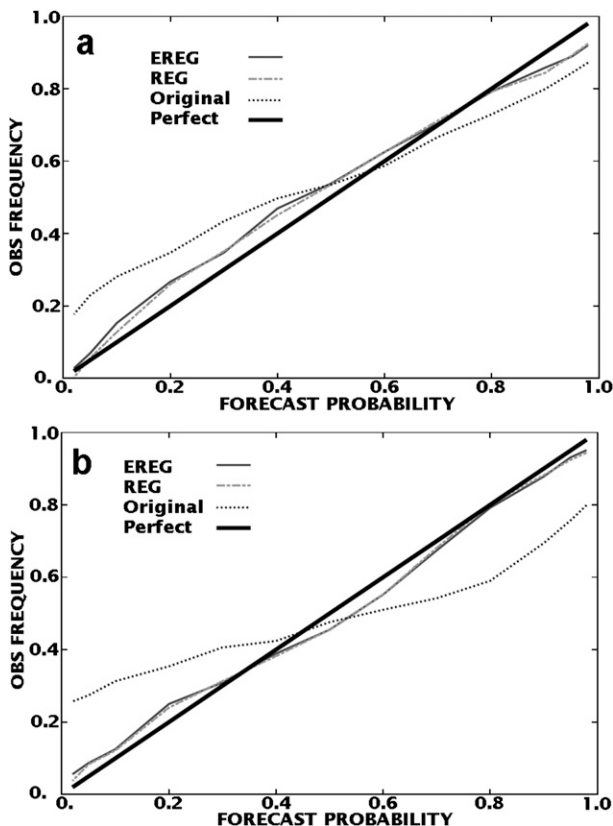 a
EREG
REG
Original
Perfect
OBS FREQUENCY
1.0
0.8
0.6
0.4
0.2
0.
0. 0.2 0.4 0.6 0.8 1.0
FORECAST PROBABILITY
b
EREG
REG
Original
Perfect
OBS FREQUENCY
1.0
0.8
0.6
0.4
0.2
0.
0. 0.2 0.4 0.6 0.8 1.0
FORECAST PROBABILITY